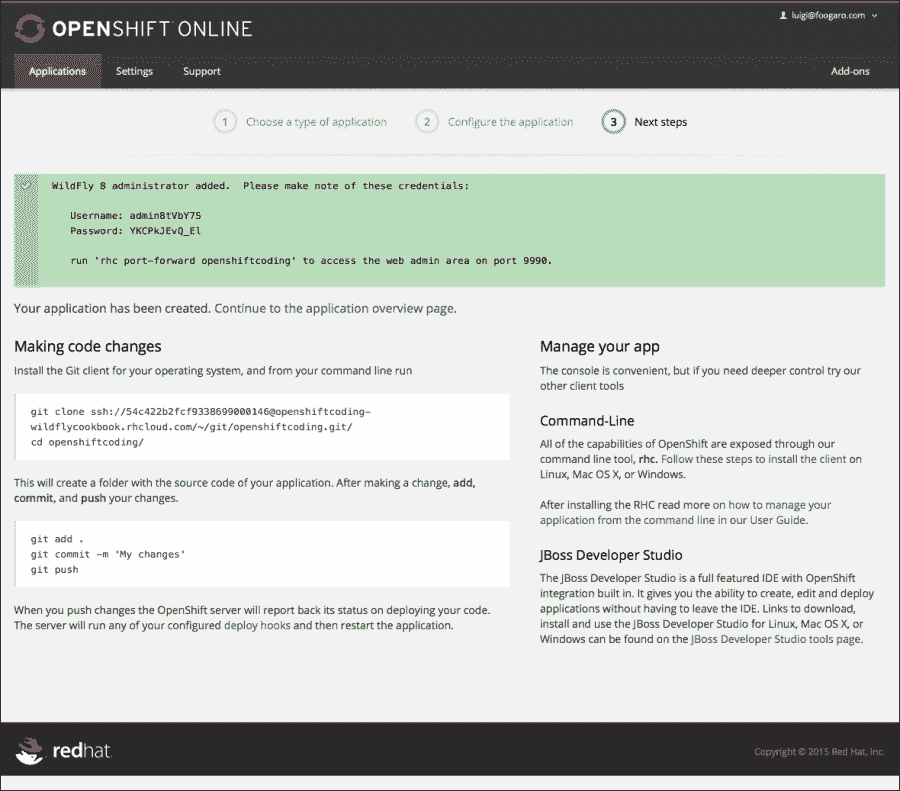 OPENSHIFT ONLINE
luigi@foogaro.com
Applications
Settings
Support
Add-ons
1 Choose a type of application
2 Configure the application
3 Next steps
WildFly 8 administrator added. Please make note of these credentials:
Username: admin8tVbY75
Password: YKCPkJEvQ_El
run 'rhc port-forward openshiftcoding' to access the web admin area on port 9990.
Your application has been created. Continue to the application overview page.
Making code changes
Install the Git client for your operating system, and from your command line run
git clone ssh://54c422b2fcf9338699000146@openshiftcoding-
wildflycookbook.rhcloud.com/~/git/openshiftcoding.git/
cd openshiftcoding/
This will create a folder with the source code of your application. After making a change, add,
commit, and push your changes.
git add .
git commit -m 'My changes'
git push
When you push changes the OpenShift server will report back its status on deploying your code.
The server will run any of your configured deploy hooks and then restart the application.
Manage your app
The console is convenient, but if you need deeper control try our
other client tools
Command-Line
All of the capabilities of OpenShift are exposed through our
command line tool, rhc. Follow these steps to install the client on
Linux, Mac OS X, or Windows.
After installing the RHC read more on how to manage your
application from the command line in our User Guide.
JBoss Developer Studio
The JBoss Developer Studio is a full featured IDE with OpenShift
integration built in. It gives you the ability to create, edit and deploy
applications without having to leave the IDE. Links to download,
install and use the JBoss Developer Studio for Linux, Mac OS X, or
Windows can be found on the JBoss Developer Studio tools page.
redhat.
Copyright © 2015 Red Hat, Inc.